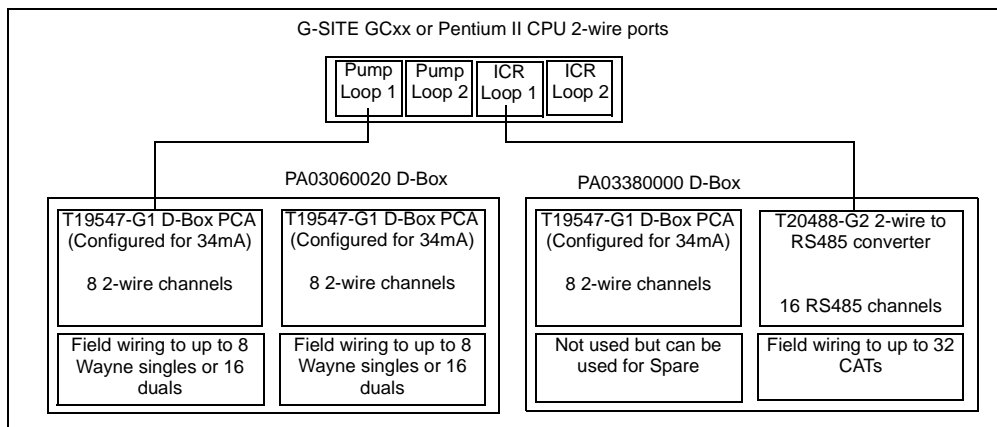 G-SITE GCxx or Pentium II CPU 2-wire ports
Pump
Loop 1
Pump
Loop 2
ICR
Loop 1
ICR
Loop 2
PA03060020 D-Box
T19547-G1 D-Box PCA
(Configured for 34mA)
8 2-wire channels
T19547-G1 D-Box PCA
(Configured for 34mA)
8 2-wire channels
Field wiring to up to 8
Wayne singles or 16
duals
Field wiring to up to 8
Wayne singles or 16
duals
PA03380000 D-Box
T19547-G1 D-Box PCA
(Configured for 34mA)
8 2-wire channels
T20488-G2 2-wire to
RS485 converter
16 RS485 channels
Not used but can be
used for Spare
Field wiring to up to 32
CATs